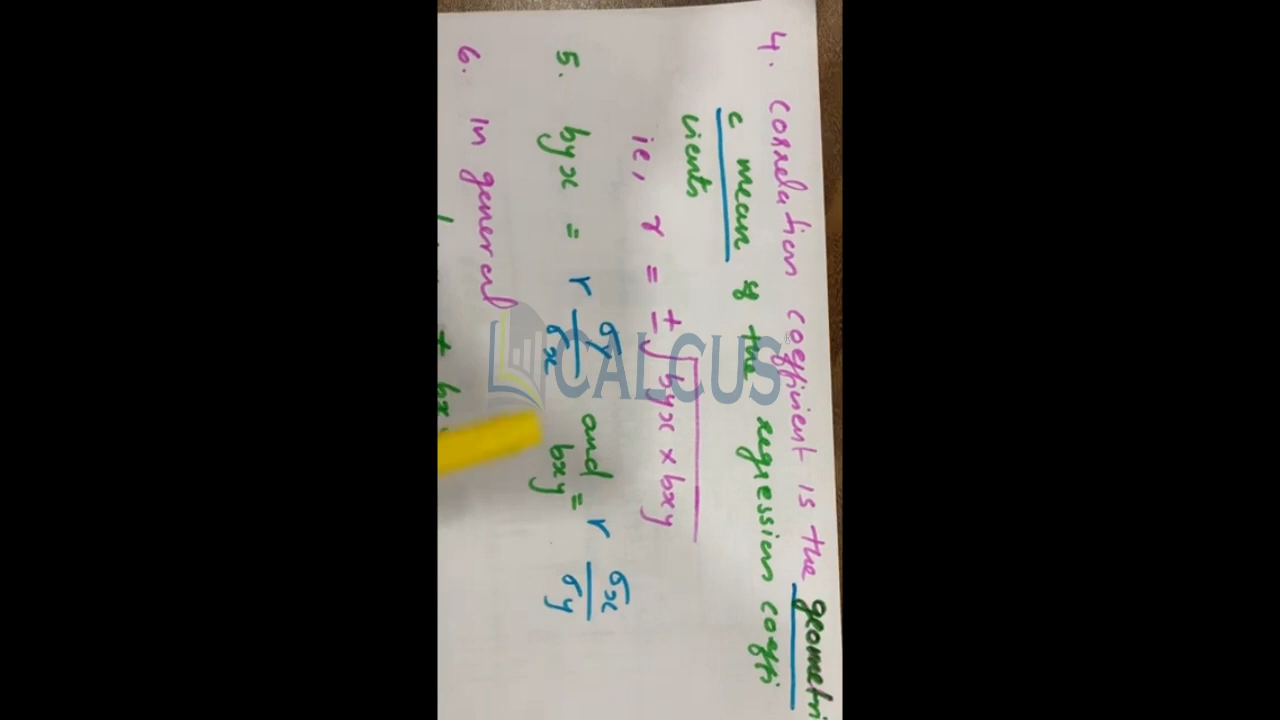 4. Correlation coefficient is the geometri
c mean of the regression coeffi
cients
ie, r = ± √byx × bxy
5. byx = r σy/σx and bxy = r σx/σy
6. In general
CALCUS